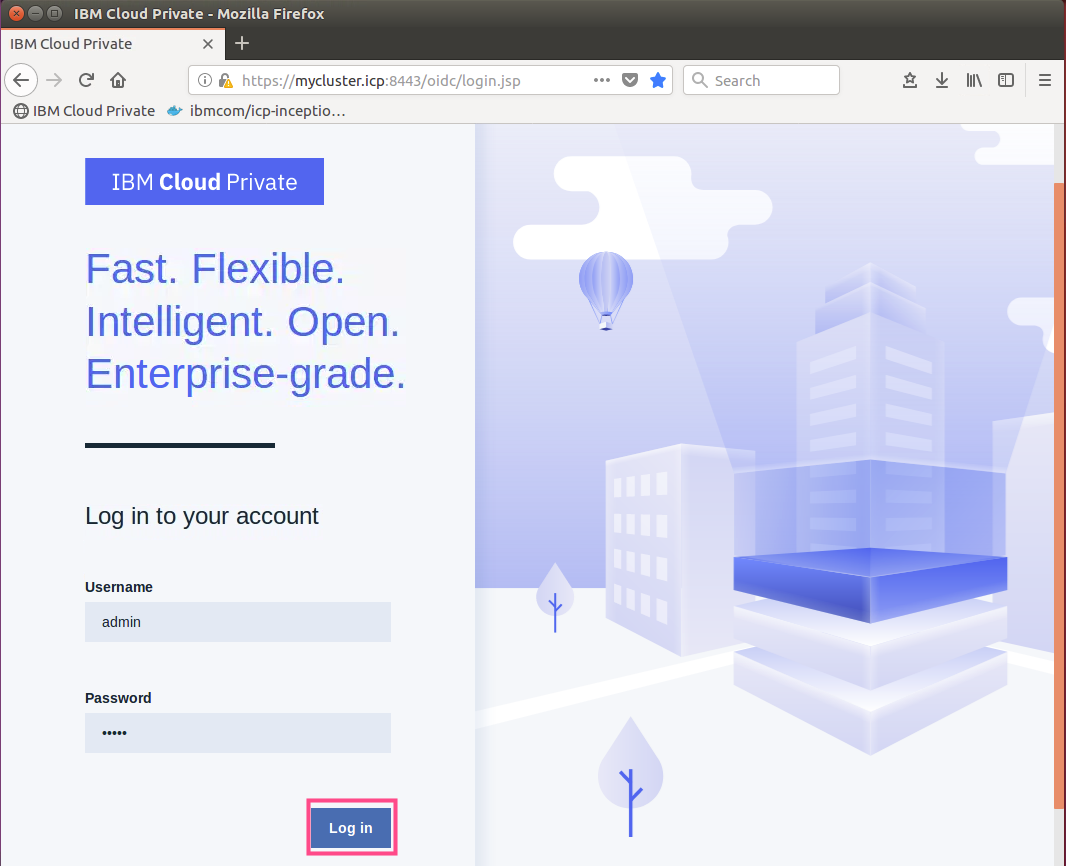 IBM Cloud Private - Mozilla Firefox
IBM Cloud Private
https://mycluster.icp:8443/oidc/login.jsp
Search
IBM Cloud Private
ibmcom/icp-inceptio…
IBM Cloud Private
Fast. Flexible.
Intelligent. Open.
Enterprise-grade.
Log in to your account
Username
admin
Password
•••••
Log in